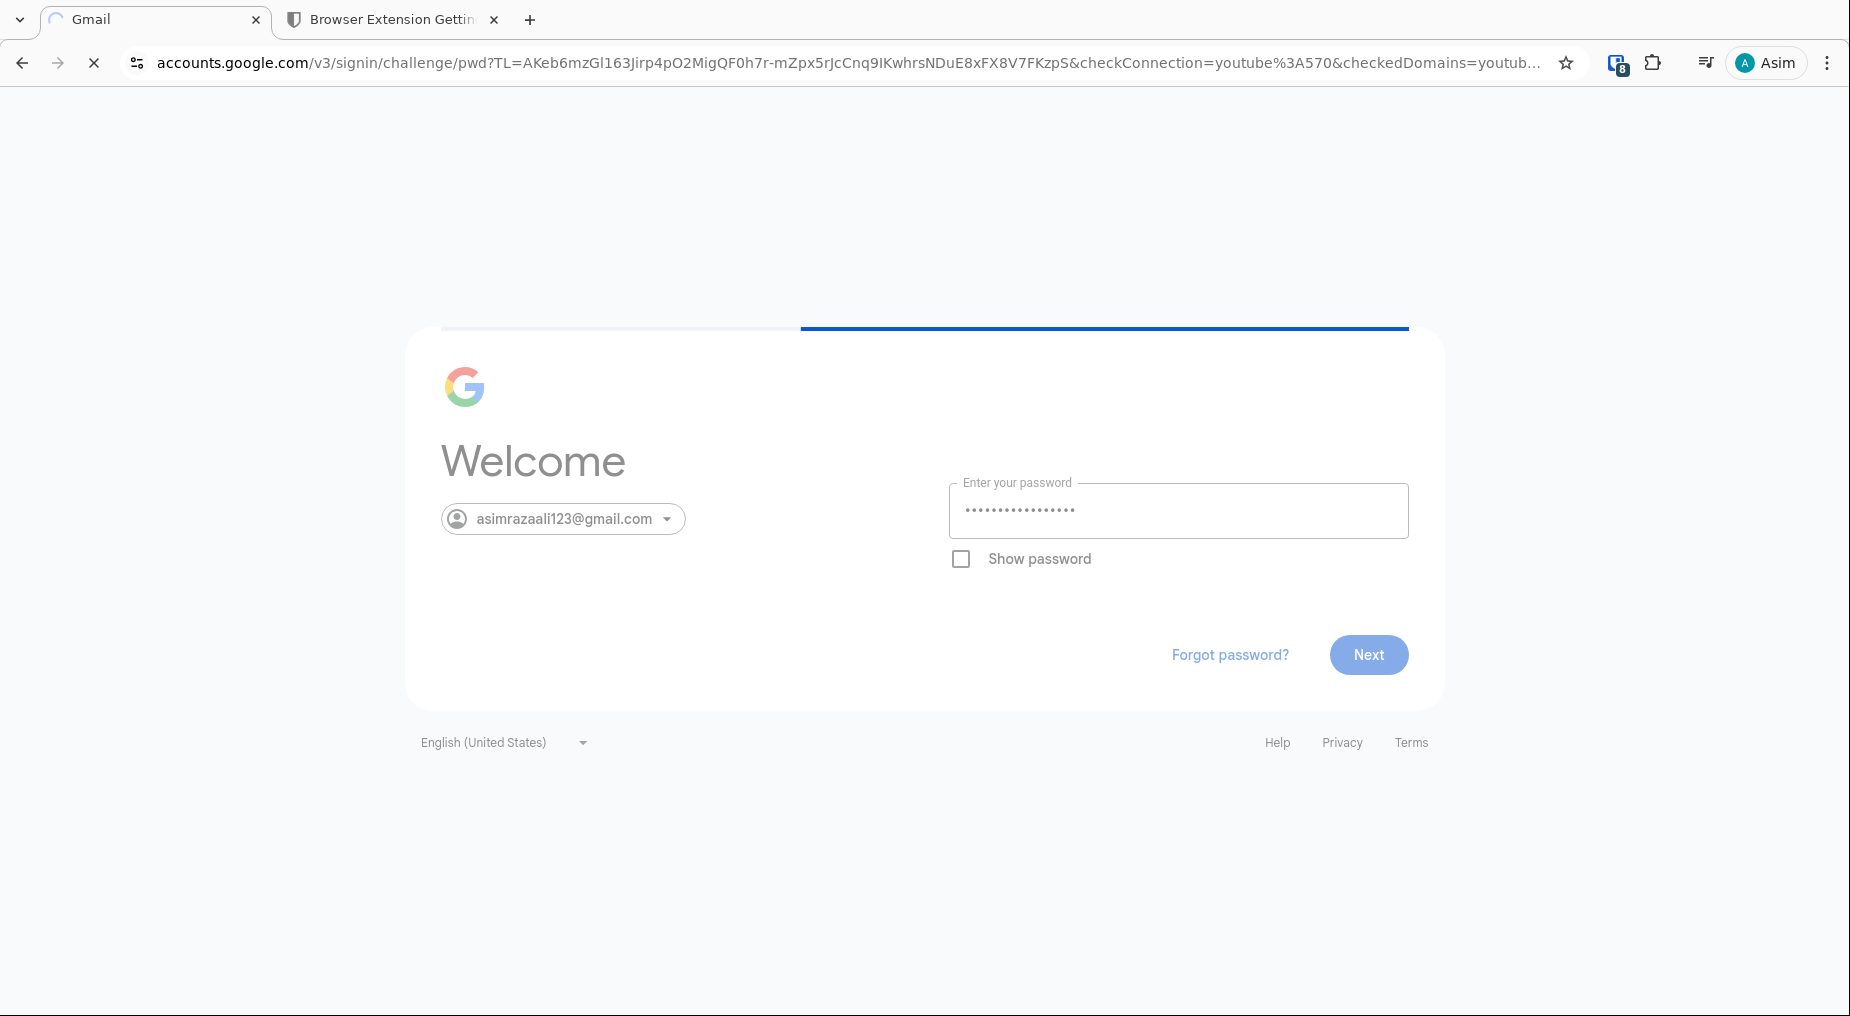 Gmail
Browser Extension Gettin
accounts.google.com/v3/signin/challenge/pwd?TL=AKeb6mzGl163Jirp4pO2MigQF0h7r-mZpx5rJcCnq9IKwhrsNDuE8xFX8V7FKzpS&checkConnection=youtube%3A570&checkedDomains=youtub...
8
A
Asim
Welcome
asimrazaali123@gmail.com
Enter your password
Show password
Forgot password?
Next
English (United States)
Help
Privacy
Terms